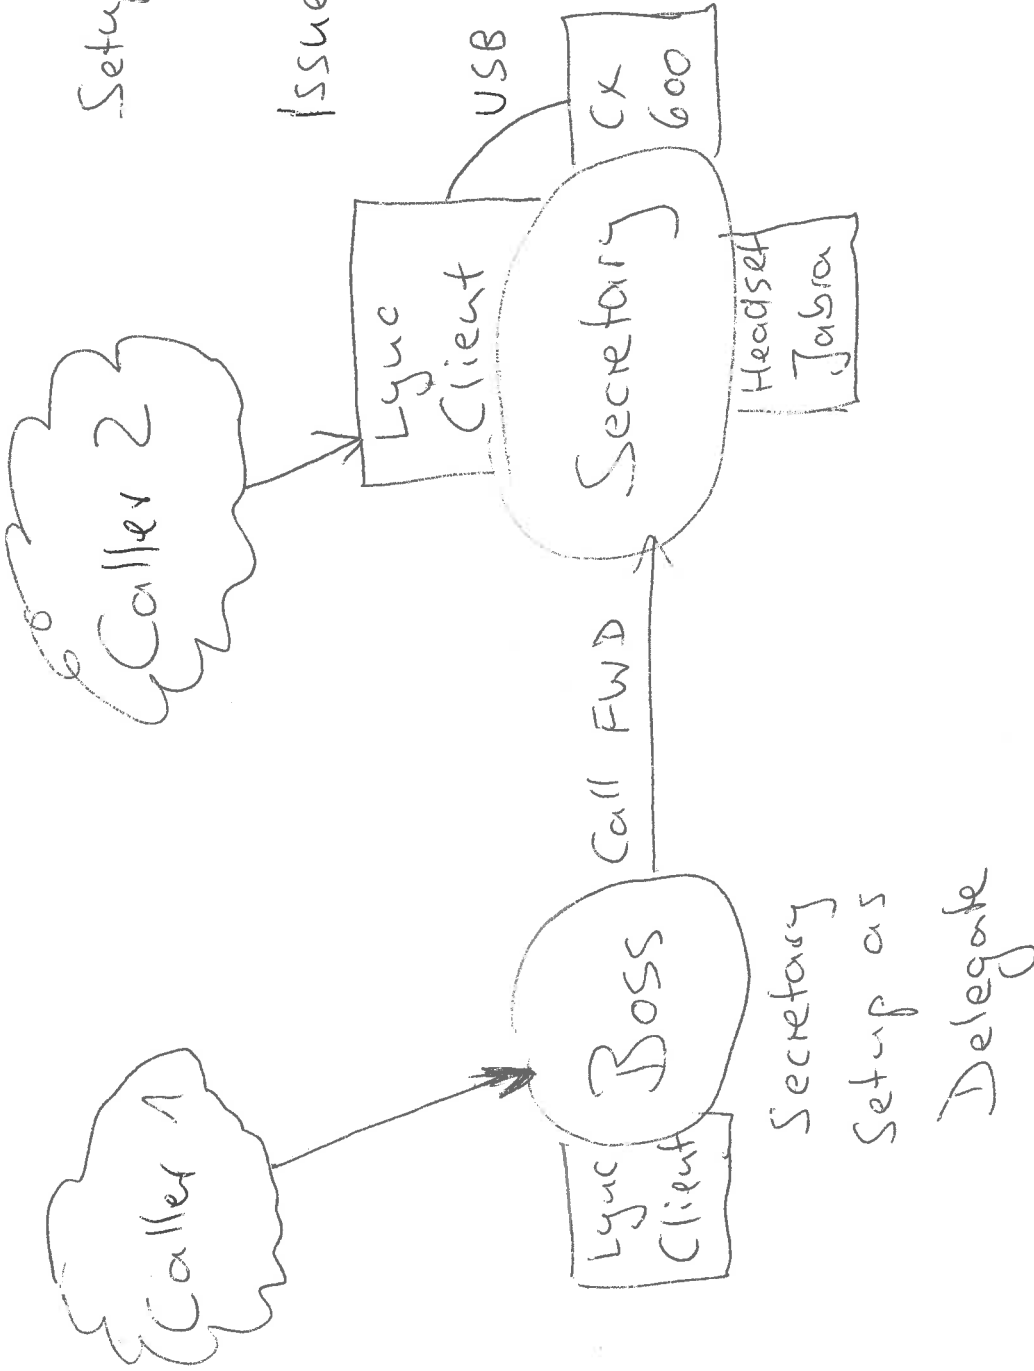 Setup
Issue
USB
Caller 2
Lync
Client
CX
600
Secretary
Headset
Jabra
Caller 1
Call FWD
Boss
Lync
Client
Secretary
Setup as
Delegate